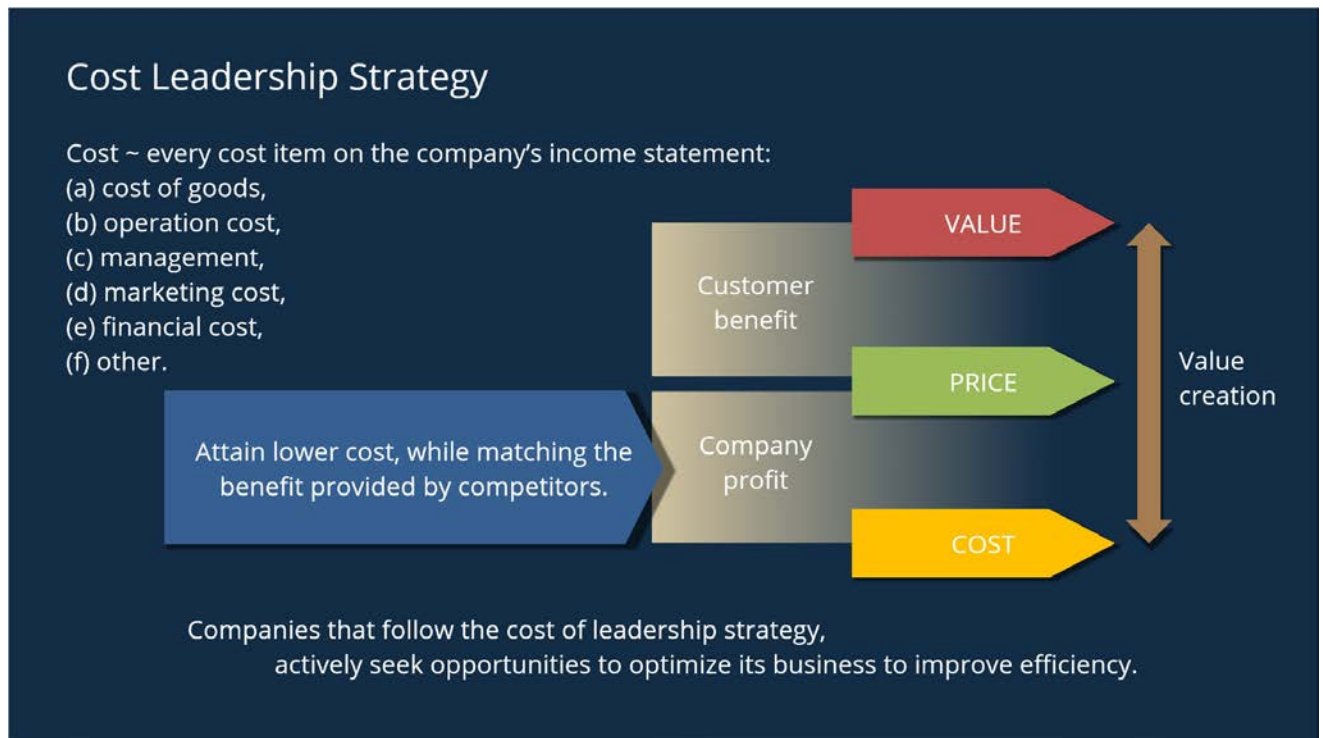 Cost Leadership Strategy
Cost ~ every cost item on the company's income statement:
(a) cost of goods,
(b) operation cost,
(c) management,
(d) marketing cost,
(e) financial cost,
(f) other.
VALUE
Customer
benefit
PRICE
Value
creation
Attain lower cost, while matching the
benefit provided by competitors.
Company
profit
COST
Companies that follow the cost of leadership strategy,
actively seek opportunities to optimize its business to improve efficiency.